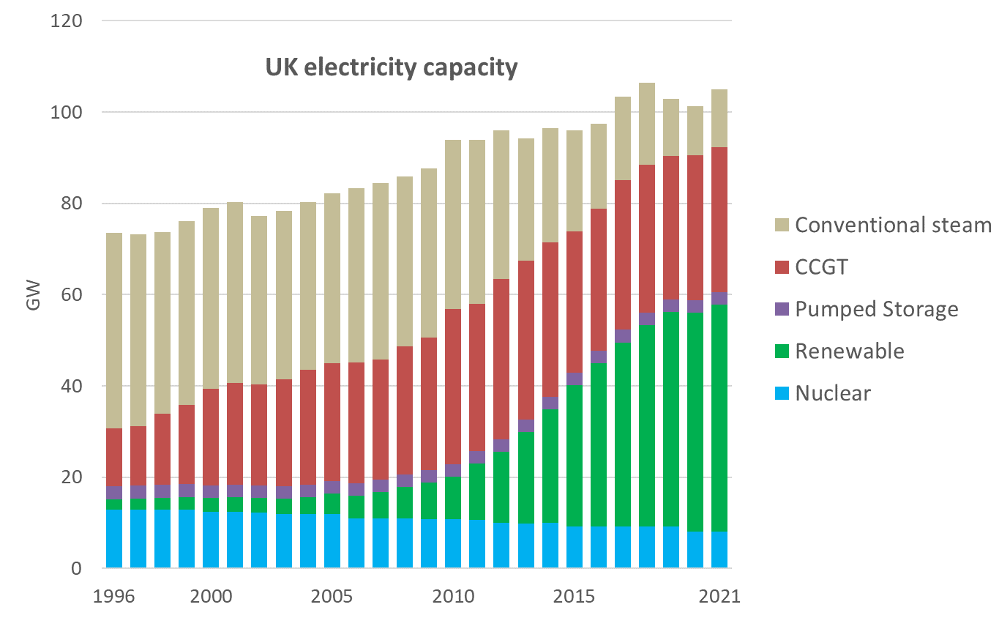 UK electricity capacity
120
100
80
60
40
20
0
GW
1996
2000
2005
2010
2015
2021
Conventional steam
CCGT
Pumped Storage
Renewable
Nuclear